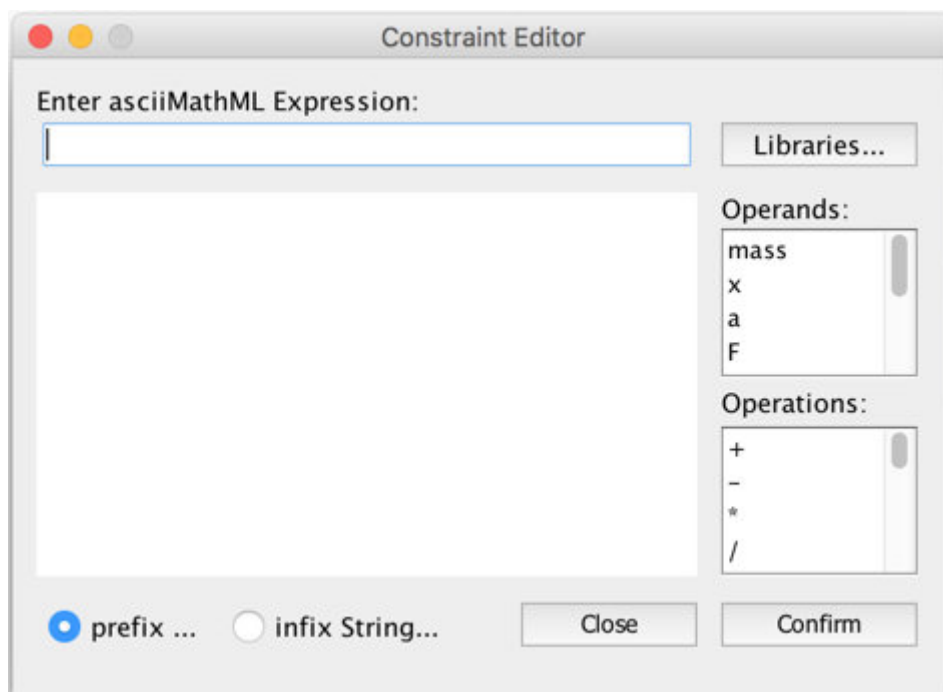 Constraint Editor
Enter asciiMathML Expression:
Libraries...
Operands:
mass
x
a
F
Operations:
+
-
*
/
prefix ...
infix String...
Close
Confirm